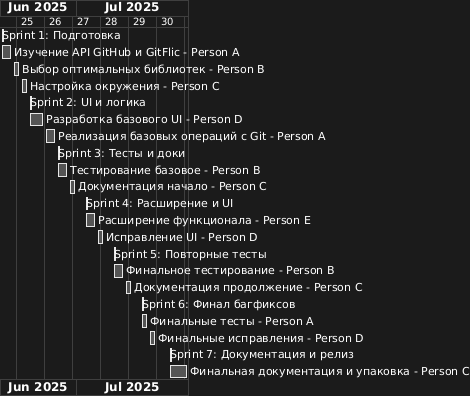 Jun 2025 Jul 2025
25 26 27 28 29 30
Sprint 1: Подготовка
Изучение API GitHub и GitFlic - Person A
Выбор оптимальных библиотек - Person B
Настройка окружения - Person C
Sprint 2: UI и логика
Разработка базового UI - Person D
Реализация базовых операций с Git - Person A
Sprint 3: Тесты и доки
Тестирование базовое - Person B
Документация начало - Person C
Sprint 4: Расширение и UI
Расширение функционала - Person E
Исправление UI - Person D
Sprint 5: Повторные тесты
Финальное тестирование - Person B
Документация продолжение - Person C
Sprint 6: Финал багфиксов
Финальные тесты - Person A
Финальные исправления - Person D
Sprint 7: Документация и релиз
Финальная документация и упаковка - Person C
Jun 2025 Jul 2025